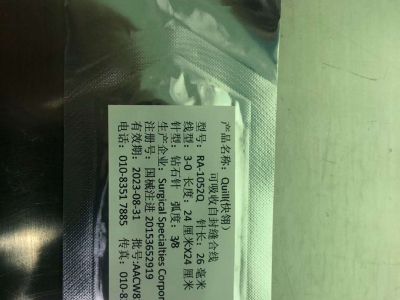 产品名称：Quill(快翎)
可吸收自封缝合线
型号：RA-1052Q 针长：26 毫米
线型：3-0 长度：24 厘米X24 厘米
针型：钻石针 弧度：3/8
生产企业：Surgical Specialties Corpor
注册号：国械注进 20153652919
有效期：2023-08-31 批号:AACW8
电话：010-8351 7885 传真：010-8